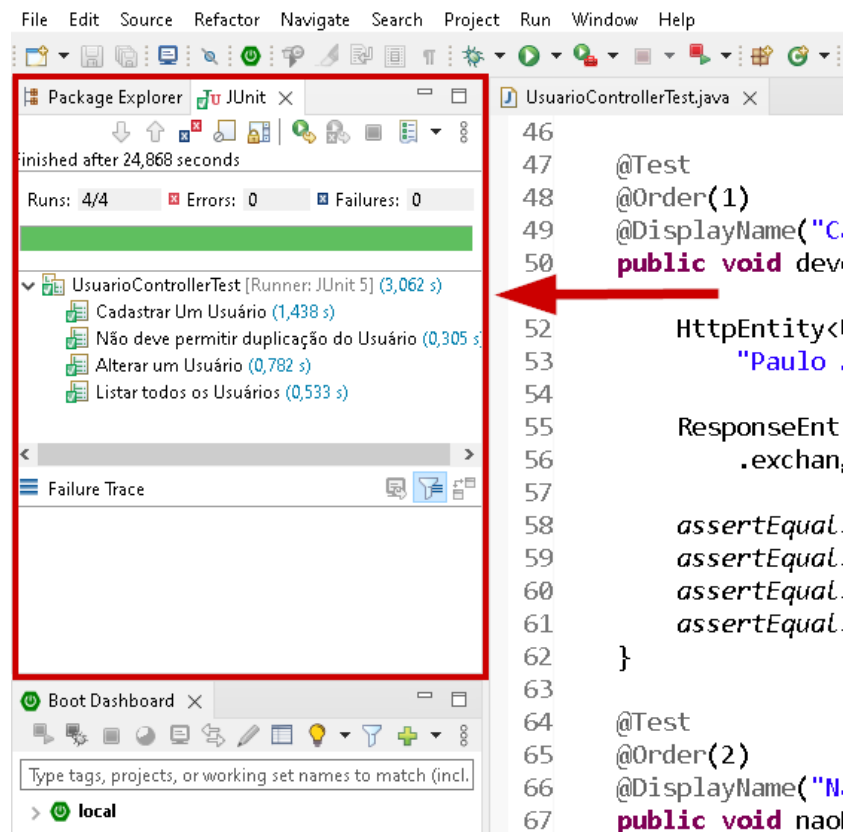 File Edit Source Refactor Navigate Search Project Run Window Help
Package Explorer JUnit
Finished after 24,868 seconds
Runs: 4/4 Errors: 0 Failures: 0
UsuarioControllerTest [Runner: JUnit 5] (3,062 s)
Cadastrar Um Usuário (1,438 s)
Não deve permitir duplicação do Usuário (0,305 s
Alterar um Usuário (0,782 s)
Listar todos os Usuários (0,533 s)
Failure Trace
Boot Dashboard
Type tags, projects, or working set names to match (incl.
local
UsuarioControllerTest.java
46
47 @Test
48 @Order(1)
49 @DisplayName("Ca
50 public void deve
52 HttpEntity<
53 "Paulo
54
55 ResponseEnt
56 .exchan
57
58 assertEqual
59 assertEqual
60 assertEqual
61 assertEqual
62 }
63
64 @Test
65 @Order(2)
66 @DisplayName("Na
67 public void nao